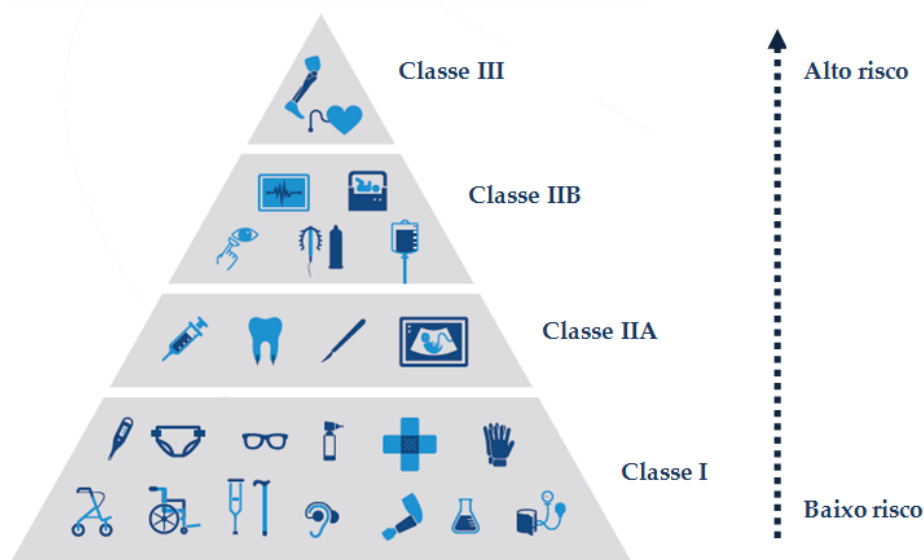 Classe III
Alto risco
Classe IIB
Classe IIA
Classe I
Baixo risco